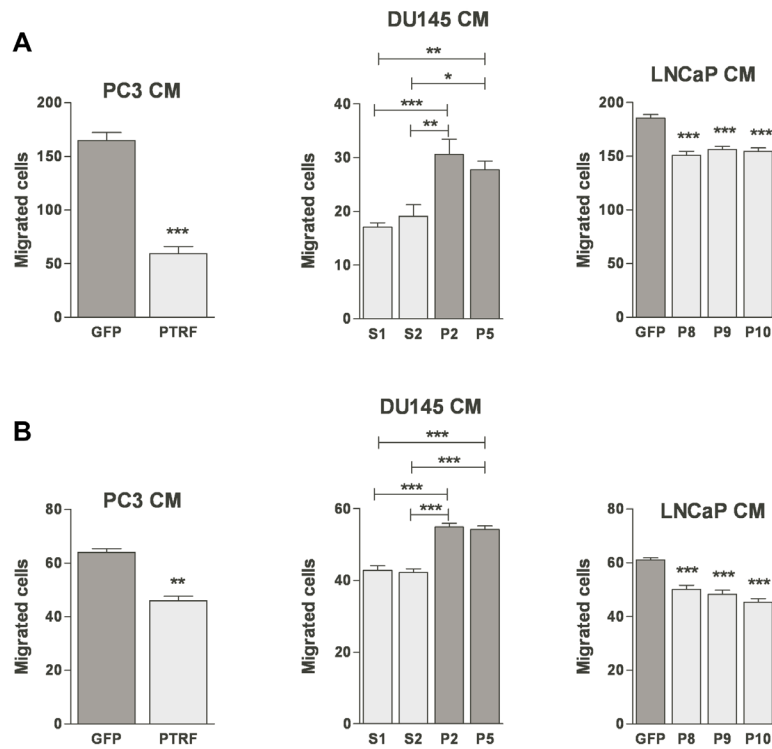 A
PC3 CM
Migrated cells
200
150
100
50
0
***
GFP PTRF
DU145 CM
**
*
***
**
Migrated cells
40
30
20
10
0
S1 S2 P2 P5
LNCaP CM
Migrated cells
200
150
100
50
0
*** *** ***
GFP P8 P9 P10
B
PC3 CM
Migrated cells
80
60
40
20
0
**
GFP PTRF
DU145 CM
***
***
***
***
Migrated cells
60
40
20
0
S1 S2 P2 P5
LNCaP CM
Migrated cells
80
60
40
20
0
*** *** ***
GFP P8 P9 P10